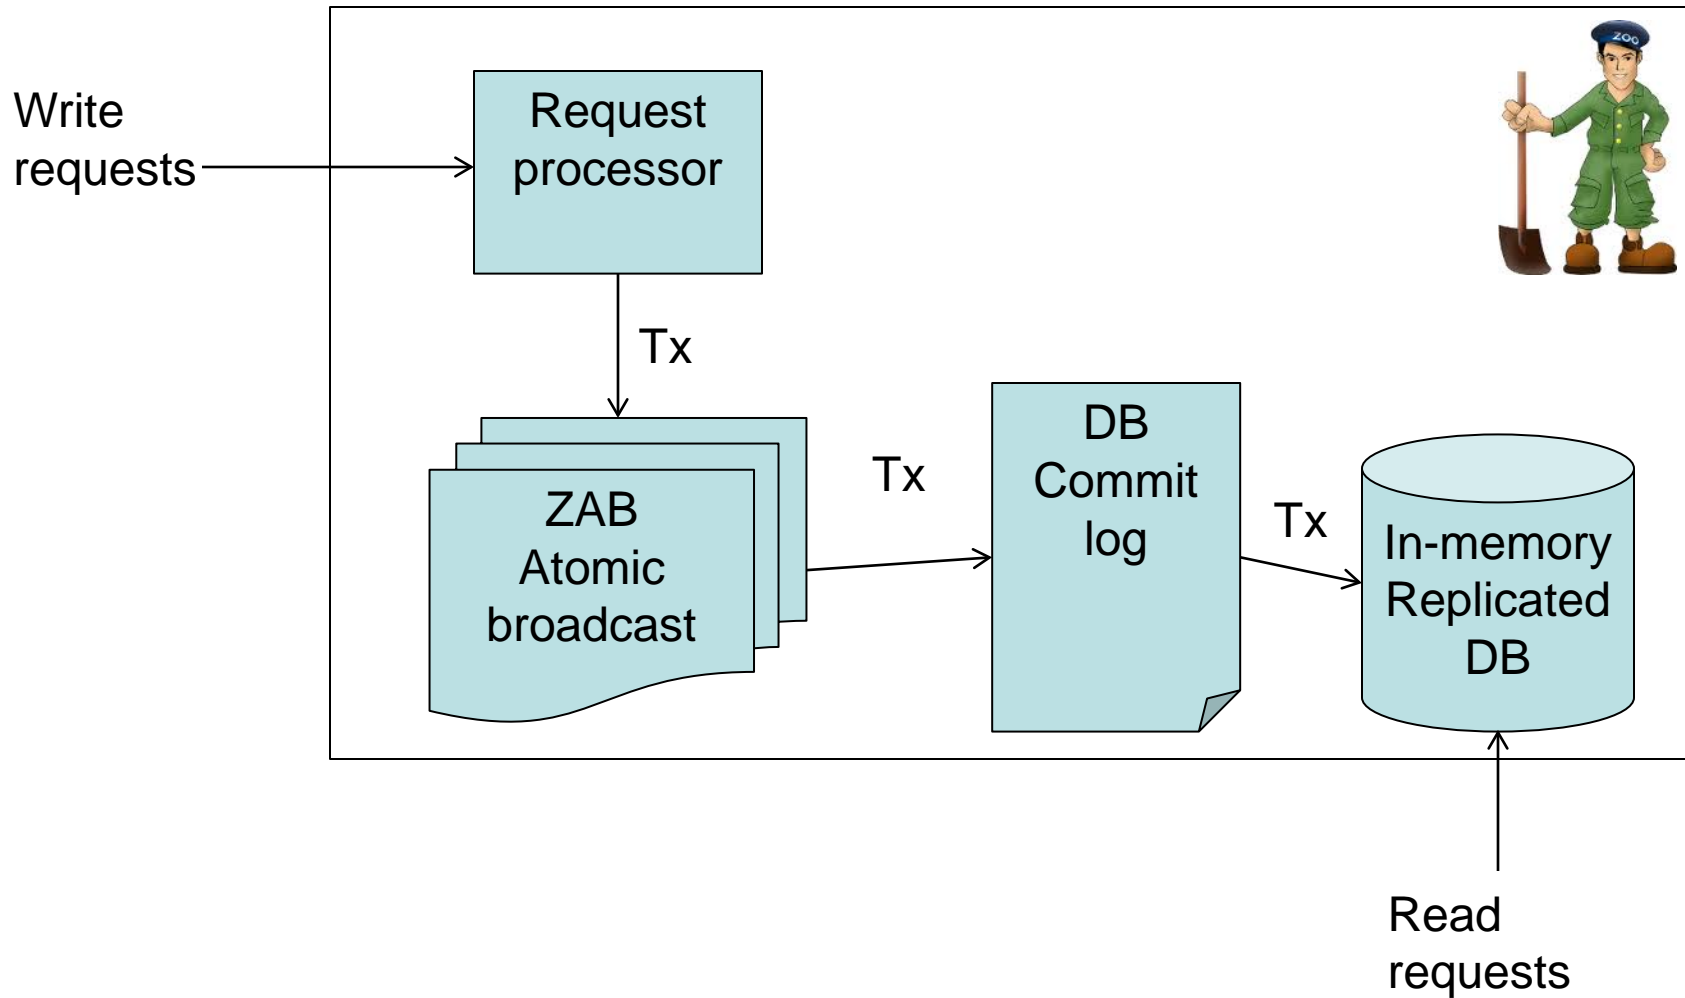 ZOO
Write
requests
Request
processor
Tx
ZAB
Atomic
broadcast
Tx
DB
Commit
log
Tx
In-memory
Replicated
DB
Read
requests